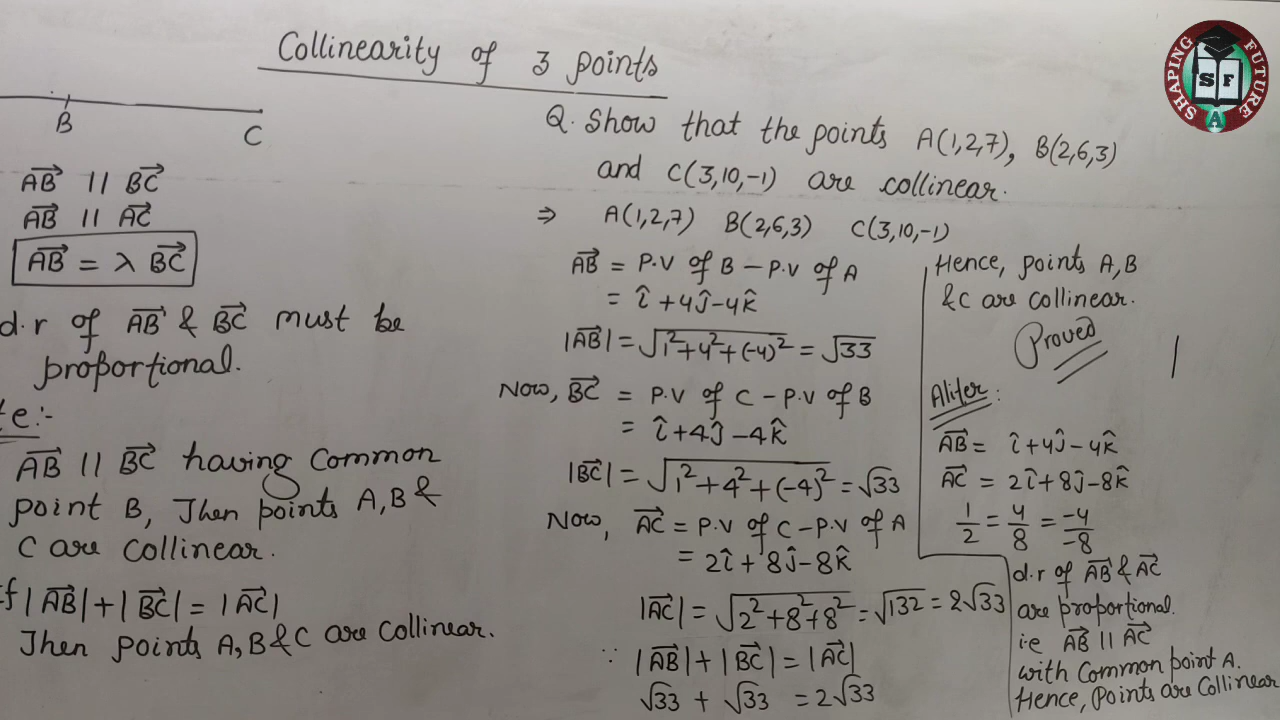 Collinearity of 3 points
B
C
AB⃗ || BC⃗
AB⃗ || AC⃗
AB⃗ = λ BC⃗
d.r of AB⃗ & BC⃗ must be
proportional.
te:-
AB⃗ || BC⃗ having Common
point B, Then points A,B &
C are Collinear.
If |AB⃗| + |BC⃗| = |AC⃗|
Then points A,B&C are Collinear.
Q. Show that the points A(1,2,7), B(2,6,3)
and C(3,10,-1) are collinear.
⇒ A(1,2,7) B(2,6,3) C(3,10,-1)
AB⃗ = P.V of B - P.V of A
= î+4ĵ-4k̂
|AB⃗| = √(1²+4²+(-4)²) = √33
Now, BC⃗ = P.V of C - P.V of B
= î+4ĵ-4k̂
|BC⃗| = √(1²+4²+(-4)²) = √33
Now, AC⃗ = P.V of C - P.V of A
= 2î+8ĵ-8k̂
|AC⃗| = √(2²+8²+8²) = √132 = 2√33
∵ |AB⃗| + |BC⃗| = |AC⃗|
√33 + √33 = 2√33
Hence, points A,B
& C are collinear.
Proved
Aliter:
AB⃗ = î+4ĵ-4k̂
AC⃗ = 2î+8ĵ-8k̂
1/2 = 4/8 = -4/-8
d.r of AB⃗ & AC⃗
are proportional.
i.e AB⃗ || AC⃗
with Common point A.
Hence, Points are Collinear
SHAPING FUTURE
S F
A